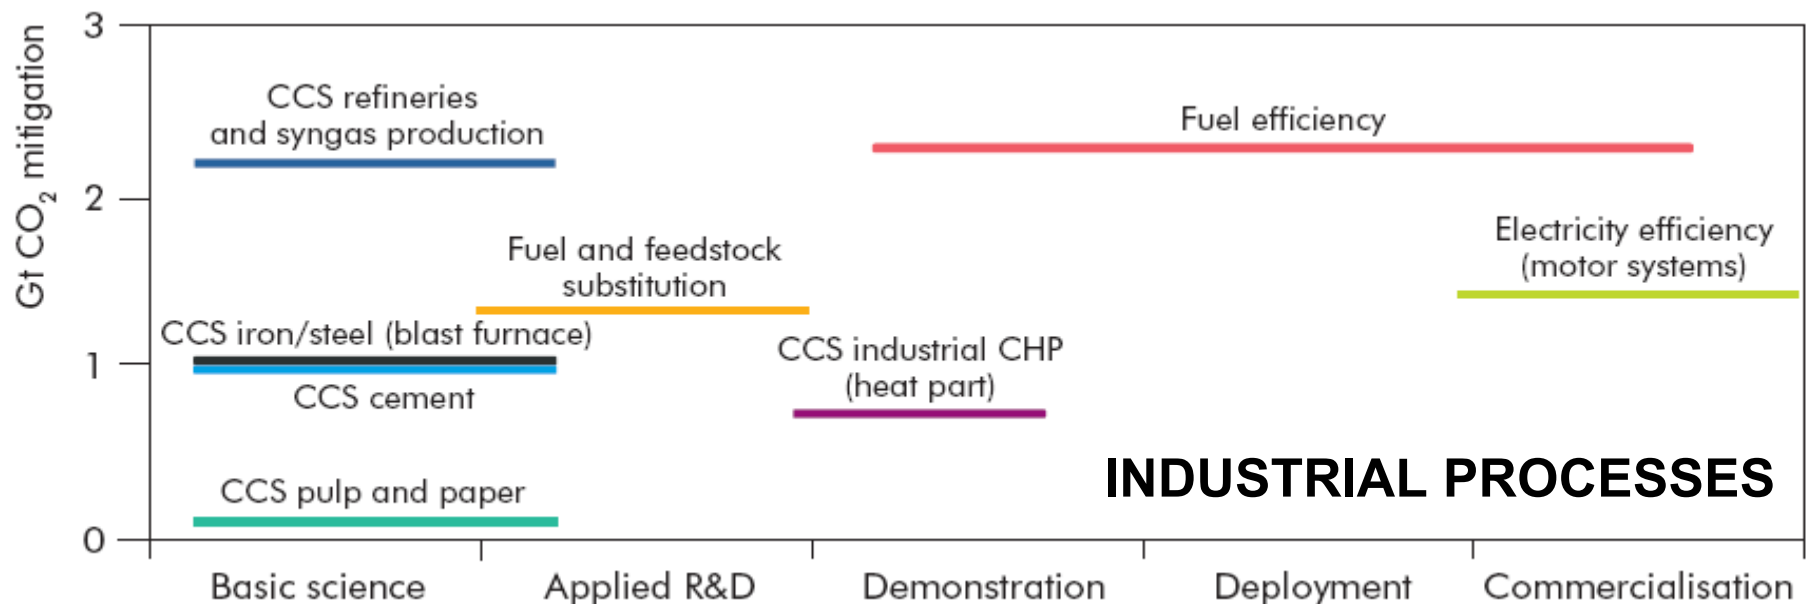 Gt CO₂ mitigation
3
2
1
0
CCS refineries
and syngas production
Fuel efficiency
Fuel and feedstock
substitution
Electricity efficiency
(motor systems)
CCS iron/steel (blast furnace)
CCS cement
CCS industrial CHP
(heat part)
CCS pulp and paper
INDUSTRIAL PROCESSES
Basic science
Applied R&D
Demonstration
Deployment
Commercialisation